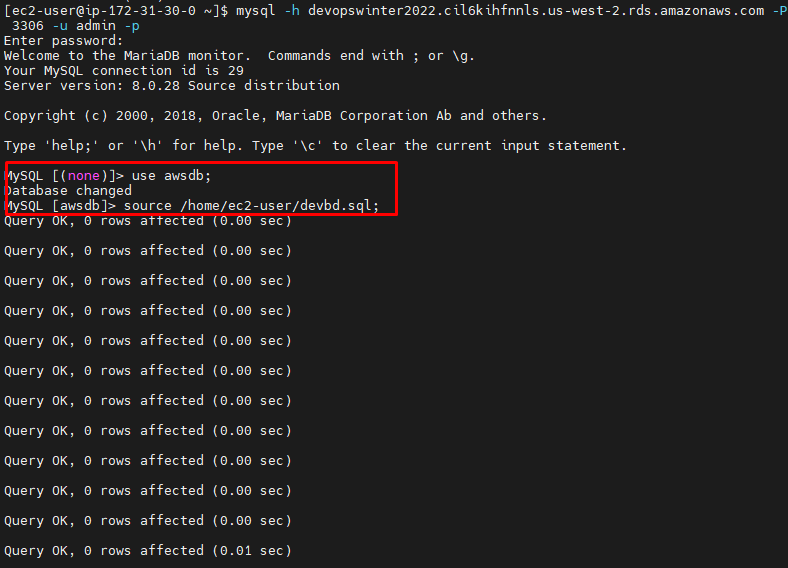 [ec2-user@ip-172-31-30-0 ~]$ mysql -h devopswinter2022.cil6kihfnnls.us-west-2.rds.amazonaws.com -P
 3306 -u admin -p
Enter password:
Welcome to the MariaDB monitor.  Commands end with ; or \g.
Your MySQL connection id is 29
Server version: 8.0.28 Source distribution

Copyright (c) 2000, 2018, Oracle, MariaDB Corporation Ab and others.

Type 'help;' or '\h' for help. Type '\c' to clear the current input statement.

MySQL [(none)]> use awsdb;
Database changed
MySQL [awsdb]> source /home/ec2-user/devbd.sql;
Query OK, 0 rows affected (0.00 sec)

Query OK, 0 rows affected (0.00 sec)

Query OK, 0 rows affected (0.00 sec)

Query OK, 0 rows affected (0.00 sec)

Query OK, 0 rows affected (0.00 sec)

Query OK, 0 rows affected (0.00 sec)

Query OK, 0 rows affected (0.00 sec)

Query OK, 0 rows affected (0.00 sec)

Query OK, 0 rows affected (0.00 sec)

Query OK, 0 rows affected (0.00 sec)

Query OK, 0 rows affected (0.00 sec)

Query OK, 0 rows affected (0.01 sec)